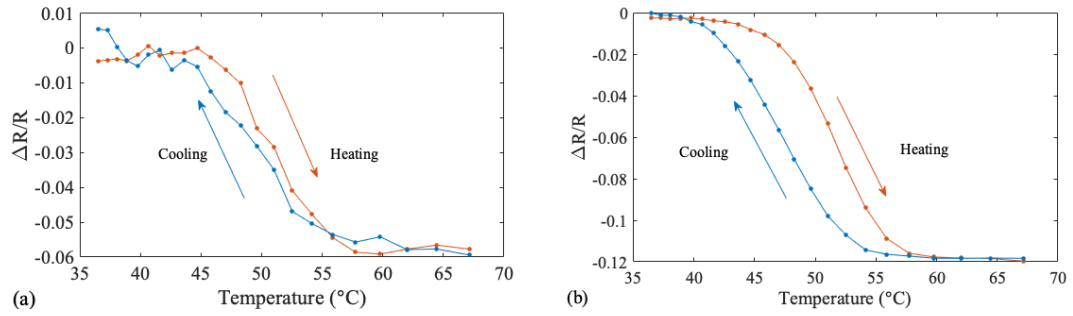 0.01
0
-0.01
-0.02
-0.03
-0.04
-0.05
-0.06
ΔR/R
Cooling
Heating
35 40 45 50 55 60 65 70
Temperature (°C)
(a)
0
-0.02
-0.04
-0.06
-0.08
-0.1
-0.12
ΔR/R
Cooling
Heating
35 40 45 50 55 60 65 70
Temperature (°C)
(b)